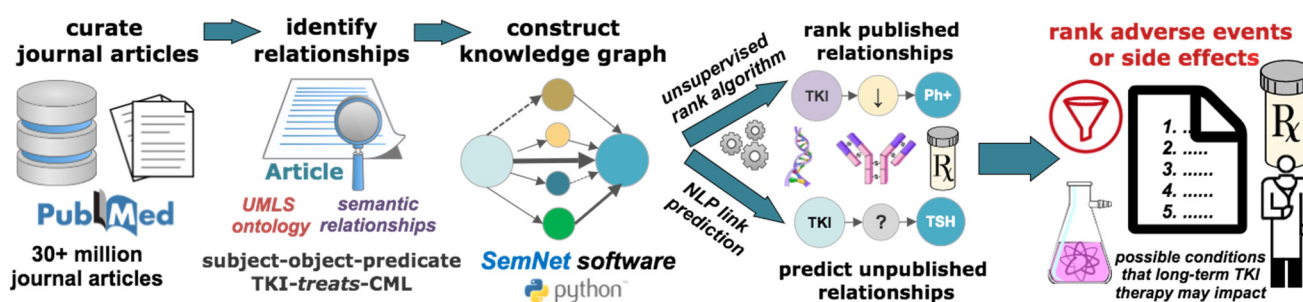 curate
journal articles
PubMed
30+ million
journal articles
identify
relationships
Article
UMLS
ontology
semantic
relationships
subject-object-predicate
TKI-treats-CML
construct
knowledge graph
SemNet software
python
unsupervised
rank algorithm
NLP link
prediction
rank published
relationships
TKI
↓
Ph+
Rx
TKI
?
TSH
predict unpublished
relationships
rank adverse events
or side effects
1. ...
2. .....
3. ......
4. ......
5. ......
Rx
possible conditions
that long-term TKI
therapy may impact